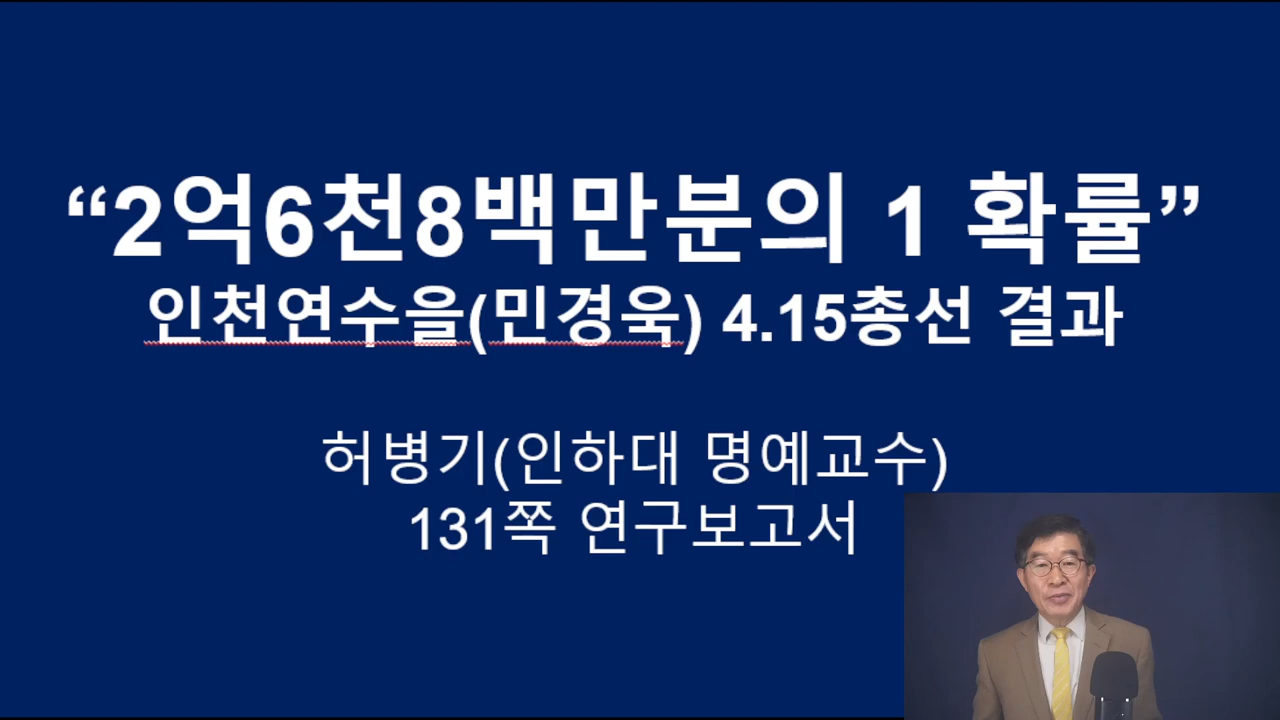 “2억6천8백만분의 1 확률”
인천연수을(민경욱) 4.15총선 결과
허병기(인하대 명예교수)
131쪽 연구보고서